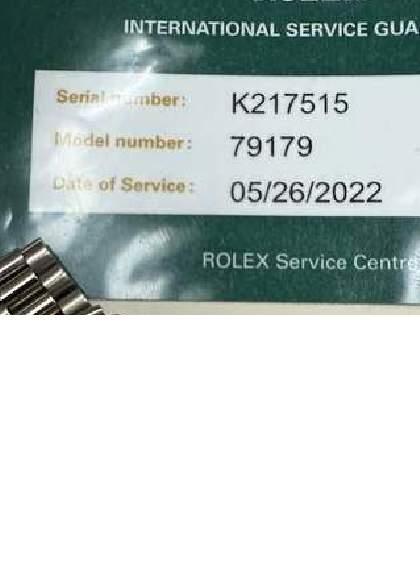 INTERNATIONAL SERVICE GUA
Serial number: K217515
Model number: 79179
Date of Service: 05/26/2022
ROLEX Service Centre